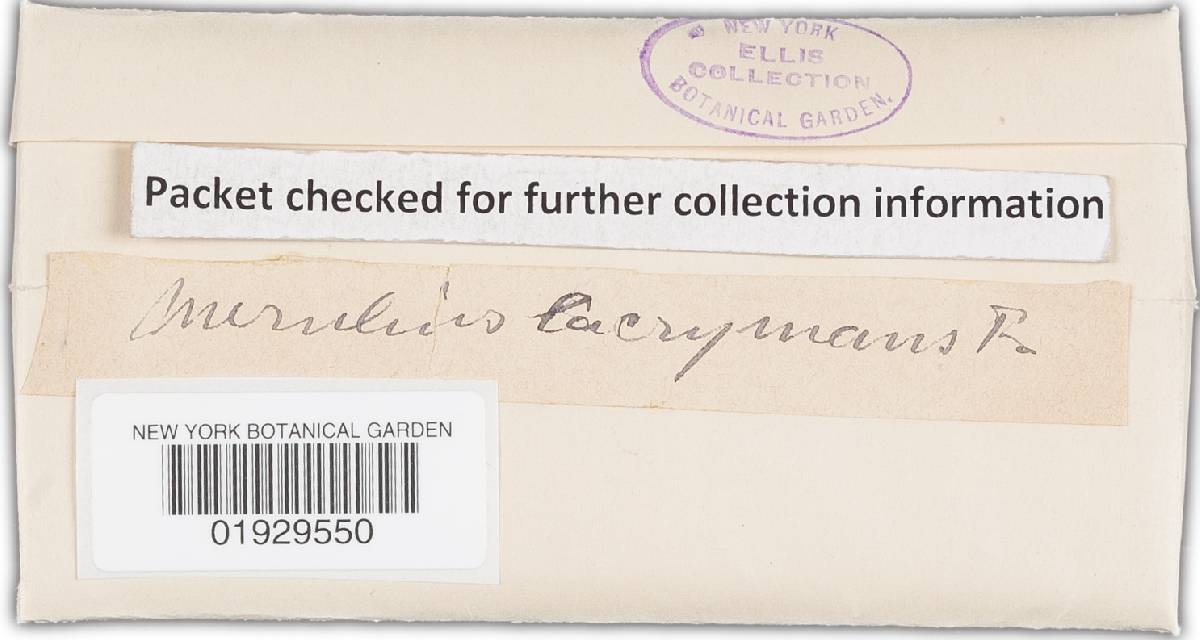 NEW YORK
ELLIS
COLLECTION
BOTANICAL GARDEN.
Packet checked for further collection information
Merulius lacrymans Fr.
NEW YORK BOTANICAL GARDEN
01929550